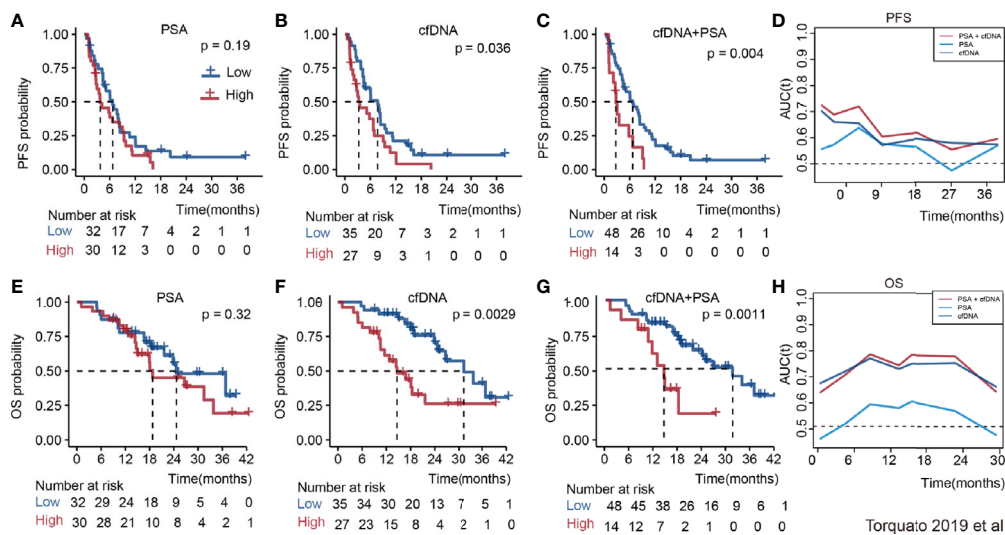 A
PSA
p = 0.19
Low
High
PFS probability
1.00
0.75
0.50
0.25
0.00
0 6 12 18 24 30 36
Time(months)
Number at risk
Low 32 17 7 4 2 1 1
High 30 12 3 0 0 0 0
B
cfDNA
p = 0.036
PFS probability
1.00
0.75
0.50
0.25
0.00
0 6 12 18 24 30 36
Time(months)
Number at risk
Low 35 20 7 3 2 1 1
High 27 9 3 1 0 0 0
C
cfDNA+PSA
p = 0.004
PFS probability
1.00
0.75
0.50
0.25
0.00
0 6 12 18 24 30 36
Time(months)
Number at risk
Low 48 26 10 4 2 1 1
High 14 3 0 0 0 0 0
D
PFS
PSA + cfDNA
PSA
cfDNA
AUC(t)
1.0
0.9
0.8
0.7
0.6
0.5
0 9 18 27 36
Time(months)
E
PSA
p = 0.32
OS probability
1.00
0.75
0.50
0.25
0.00
0 6 12 18 24 30 36 42
Time(months)
Number at risk
Low 32 29 24 18 9 5 4 0
High 30 28 21 10 8 4 2 1
F
cfDNA
p = 0.0029
OS probability
1.00
0.75
0.50
0.25
0.00
0 6 12 18 24 30 36 42
Time(months)
Number at risk
Low 35 34 30 20 13 7 5 1
High 27 23 15 8 4 2 1 0
G
cfDNA+PSA
p = 0.0011
OS probability
1.00
0.75
0.50
0.25
0.00
0 6 12 18 24 30 36 42
Time(months)
Number at risk
Low 48 45 38 26 16 9 6 1
High 14 12 7 2 1 0 0 0
H
OS
PSA + cfDNA
PSA
cfDNA
AUC(t)
1.0
0.9
0.8
0.7
0.6
0.5
0 6 12 18 24 30
Time(months)
Torquato 2019 et al